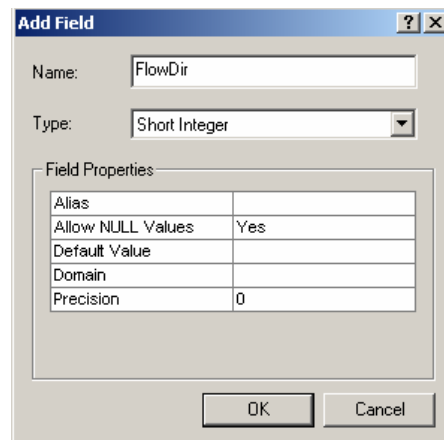 Add Field
Name: FlowDir
Type: Short Integer
Field Properties
Alias
Allow NULL Values Yes
Default Value
Domain
Precision 0
OK Cancel